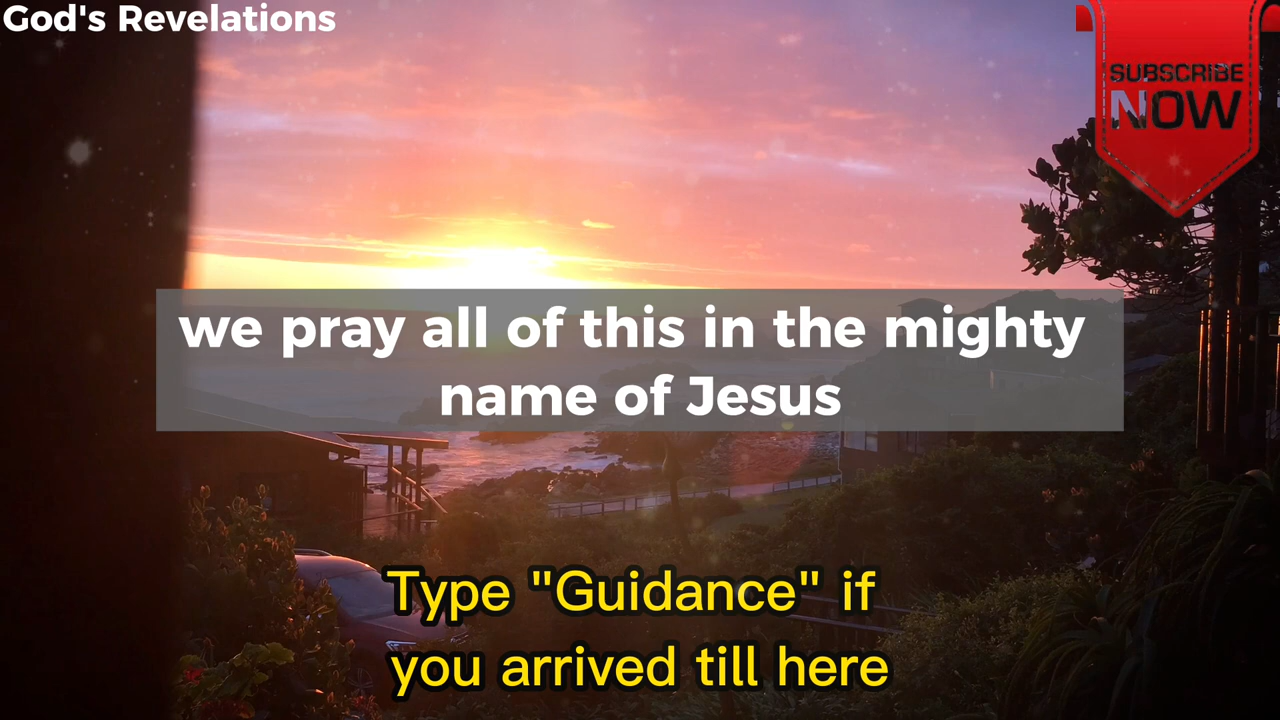 God's Revelations
SUBSCRIBE
NOW
we pray all of this in the mighty
name of Jesus
Type "Guidance" if
you arrived till here